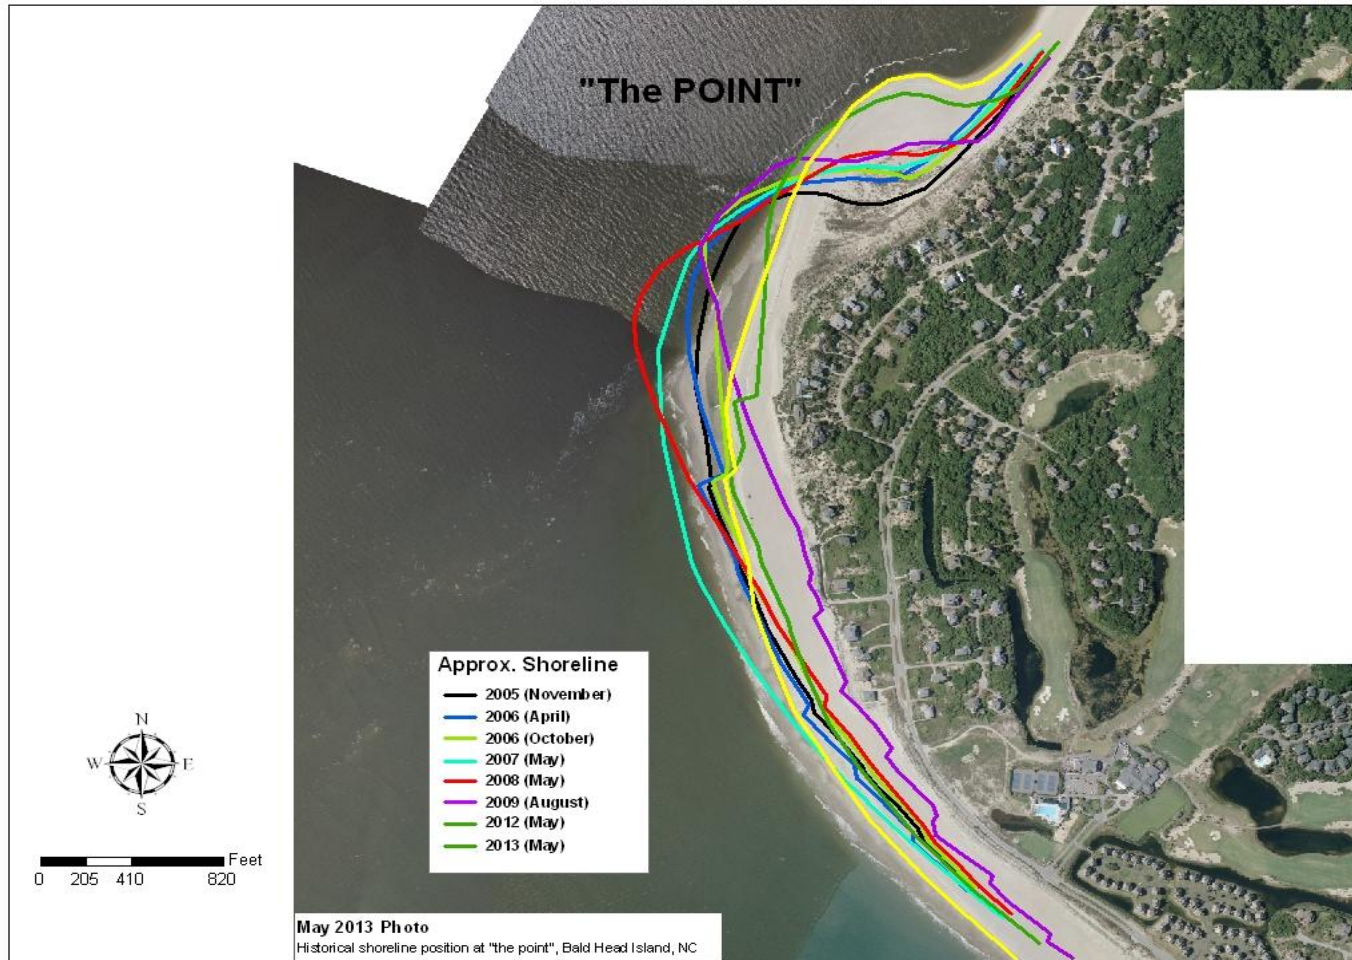 "The POINT"
Approx. Shoreline
2005 (November)
2006 (April)
2006 (October)
2007 (May)
2008 (May)
2009 (August)
2012 (May)
2013 (May)
N
W E
S
Feet
0 205 410 820
May 2013 Photo
Historical shoreline position at "the point", Bald Head Island, NC